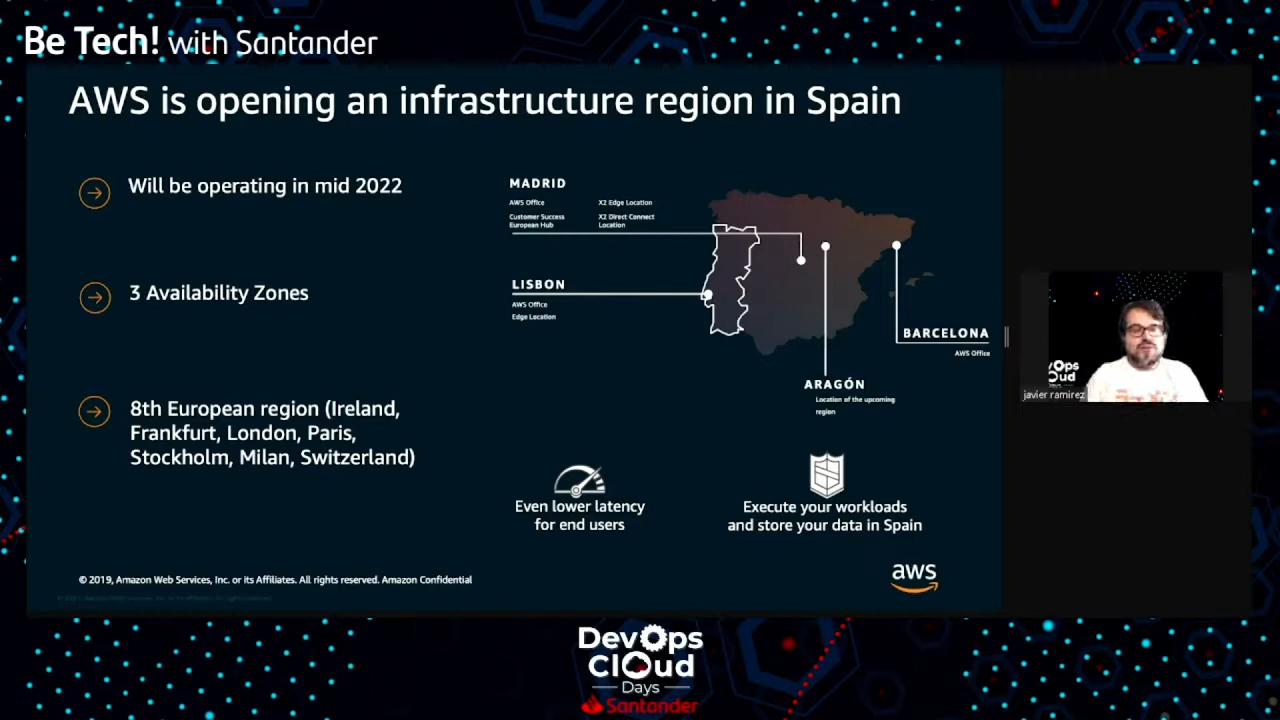 Be Tech! with Santander
AWS is opening an infrastructure region in Spain
Will be operating in mid 2022
3 Availability Zones
8th European region (Ireland,
Frankfurt, London, Paris,
Stockholm, Milan, Switzerland)
MADRID
AWS Office
X2 Edge Location
Customer Success
European Hub
X2 Direct Connect
Location
LISBON
AWS Office
Edge Location
BARCELONA
AWS Office
ARAGÓN
Location of the upcoming
region
Even lower latency
for end users
Execute your workloads
and store your data in Spain
© 2019, Amazon Web Services, Inc. or its Affiliates. All rights reserved. Amazon Confidential
aws
javier ramirez
DevOps
Cloud
Days
Santander